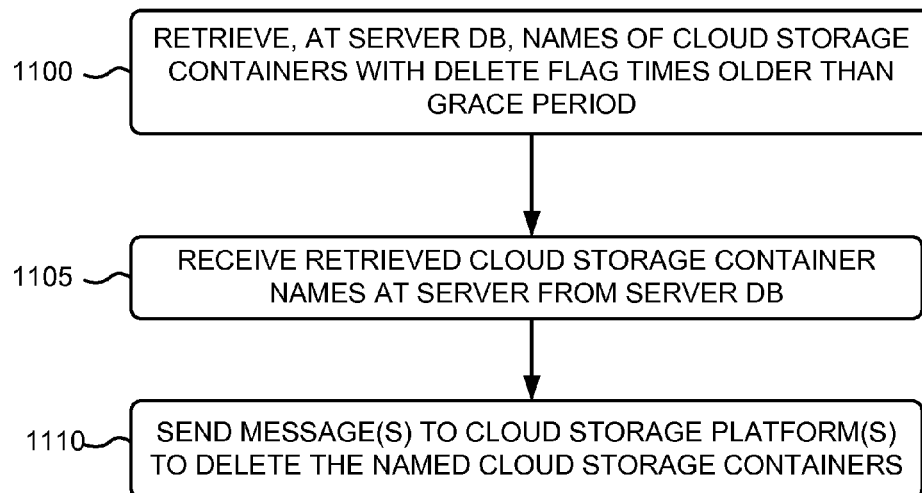 1100
RETRIEVE, AT SERVER DB, NAMES OF CLOUD STORAGE
CONTAINERS WITH DELETE FLAG TIMES OLDER THAN
GRACE PERIOD
1105
RECEIVE RETRIEVED CLOUD STORAGE CONTAINER
NAMES AT SERVER FROM SERVER DB
1110
SEND MESSAGE(S) TO CLOUD STORAGE PLATFORM(S)
TO DELETE THE NAMED CLOUD STORAGE CONTAINERS